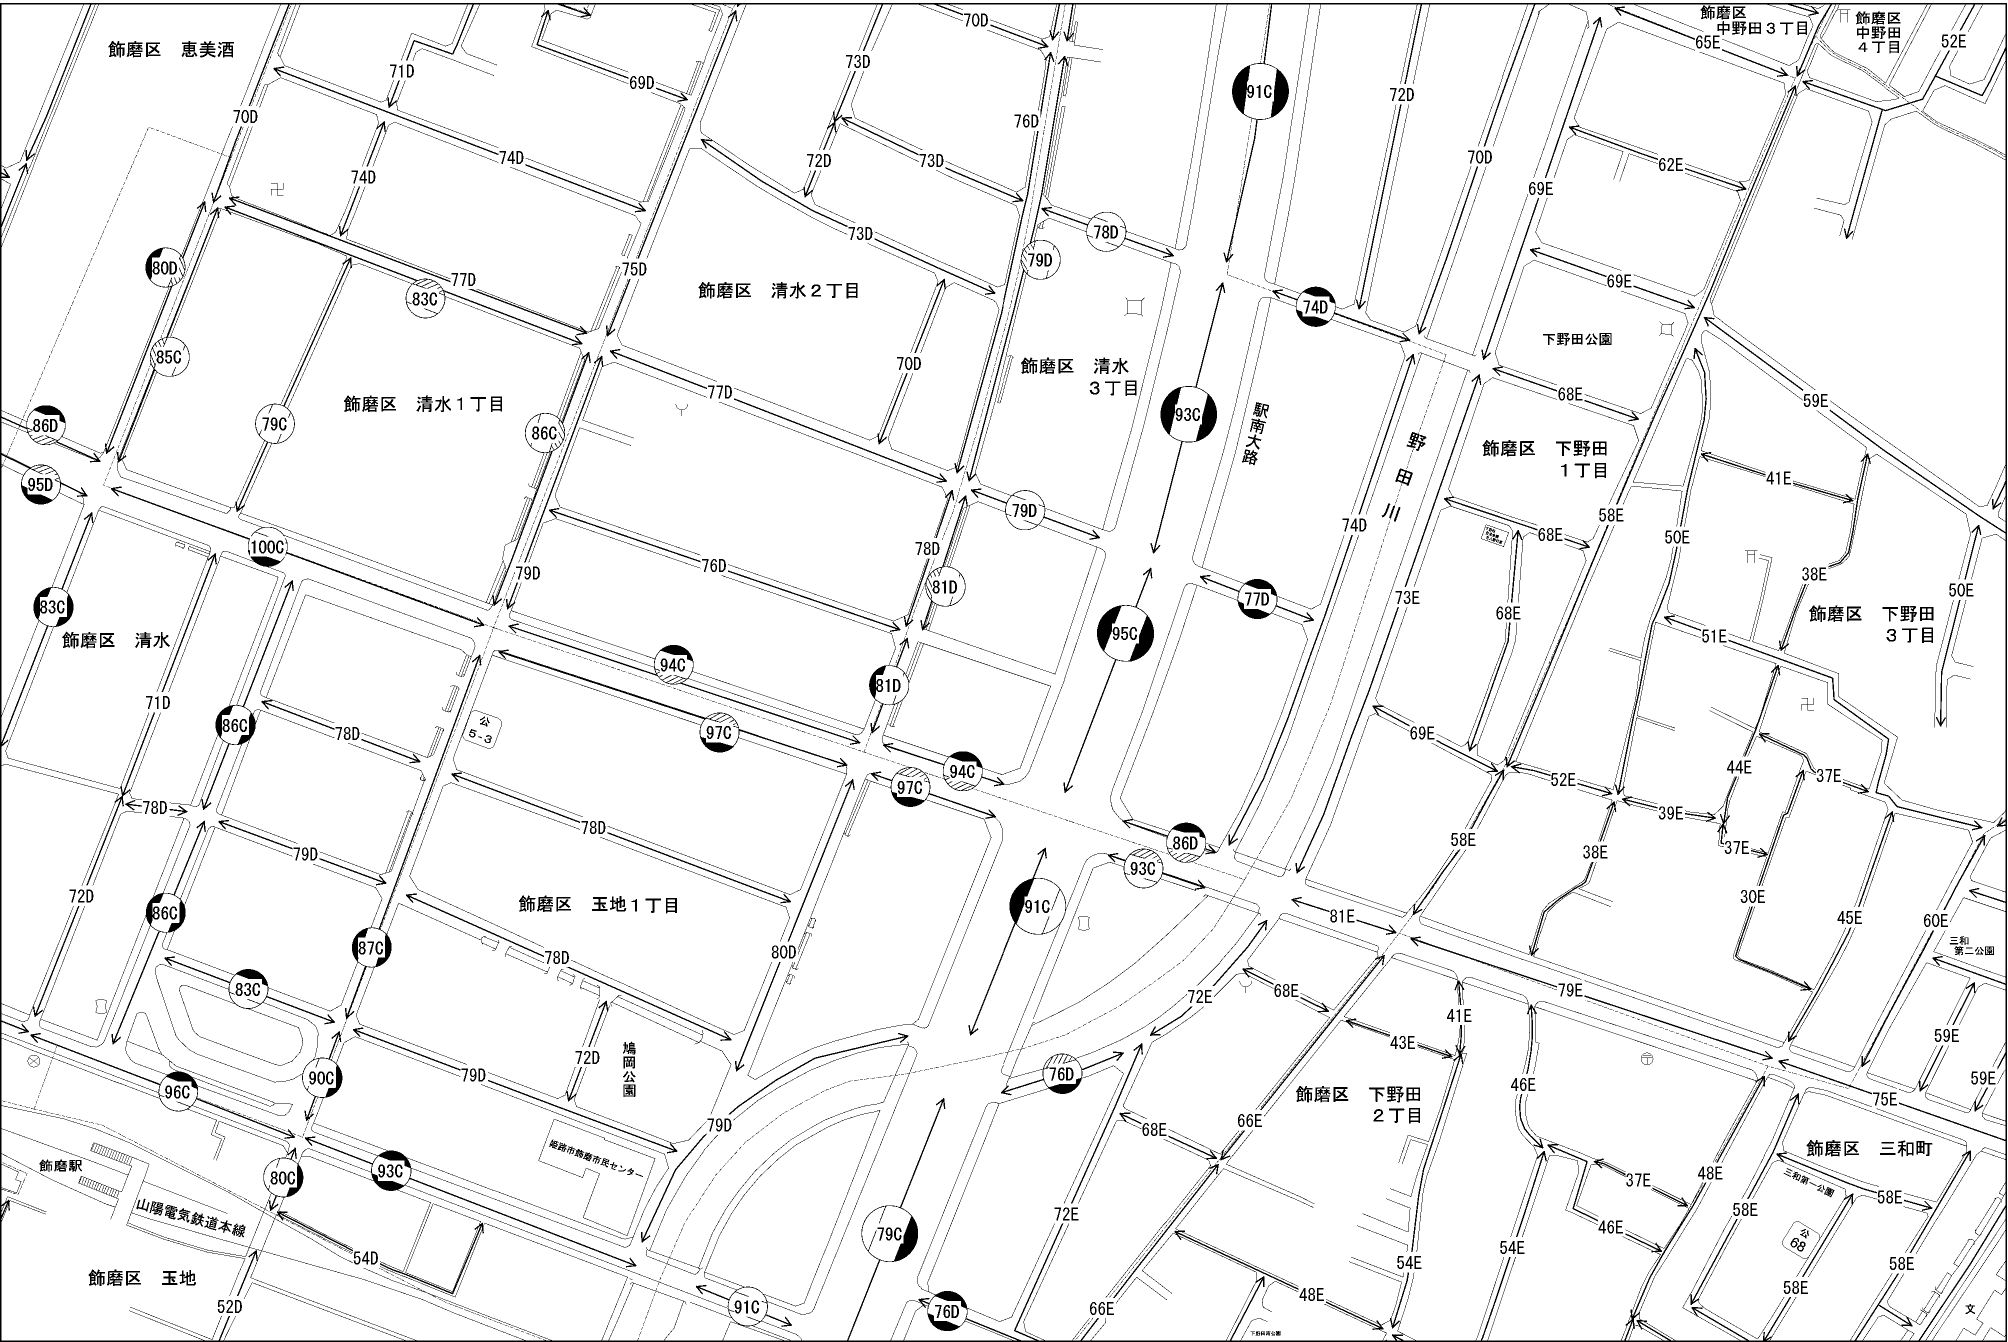 70D
飾磨区
中野田３丁目
飾磨区
中野田
４丁目
飾磨区　恵美酒
65E
52E
71D
73D
69D
91C
72D
70D
76D
74D
72D
73D
70D
62E
74D
69E
73D
78D
80D
77D
75D
79D
83C
飾磨区　清水２丁目
74D
69E
85C
飾磨区　清水
３丁目
下野田公園
70D
77D
68E
59E
飾磨区　清水１丁目
93C
駅南大路
86D
79C
86C
野田川
飾磨区　下野田
１丁目
95D
41E
79D
58E
74D
100C
78D
68E
50E
76D
79D
81D
38E
50E
83C
77D
73E
68E
飾磨区　下野田
３丁目
飾磨区　清水
95C
51E
94C
81D
71D
86C
78D
公
5-3
97C
69E
94C
97C
52E
44E
37E
78D
78D
39E
79D
86D
58E
38E
37E
93C
72D
86C
飾磨区　玉地１丁目
91C
81E
30E
45E
60E
87C
78D
80D
三和
第二公園
83C
72E
68E
79E
41E
43E
59E
72D
鳩岡公園
79D
90C
96C
76D
46E
59E
飾磨区　下野田
２丁目
75E
79D
68E
66E
姫路市飾磨市民センター
飾磨区　三和町
飾磨駅
80C
93C
37E
48E
三和第一公園
58E
山陽電気鉄道本線
72E
58E
46E
79C
公
68
54D
54E
54E
58E
飾磨区　玉地
58E
52D
91C
76D
66E
48E
文
下野田南公園